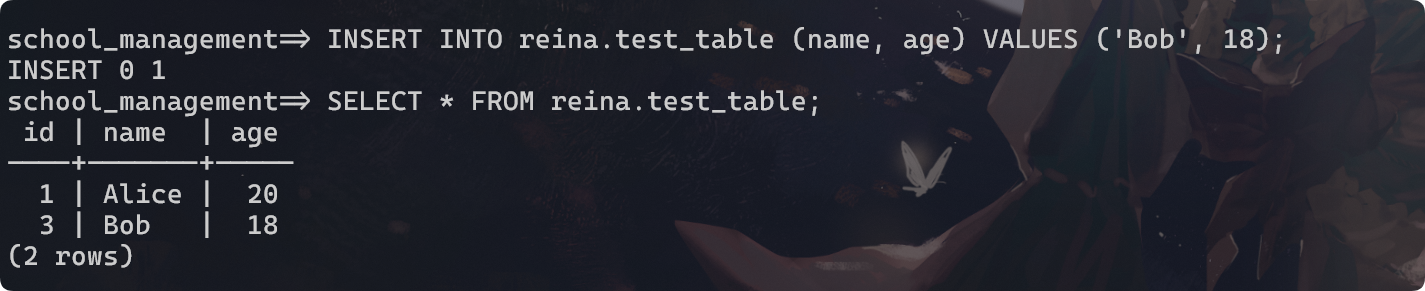 school_management=> INSERT INTO reina.test_table (name, age) VALUES ('Bob', 18);
INSERT 0 1
school_management=> SELECT * FROM reina.test_table;
 id | name  | age
----+-------+-----
  1 | Alice |  20
  3 | Bob   |  18
(2 rows)